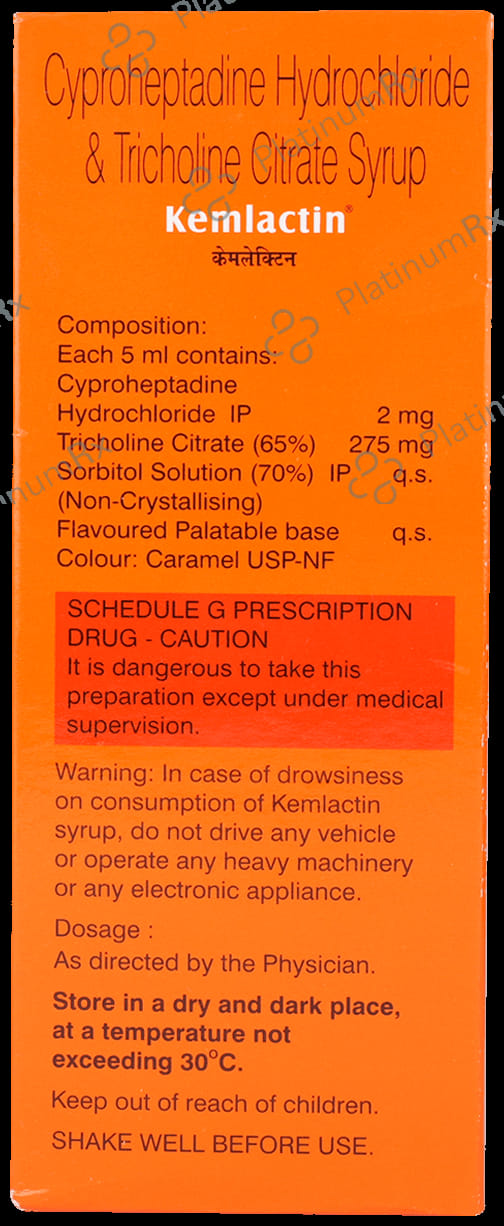 Cyproheptadine Hydrochloride
& Tricholine Citrate Syrup
Kemlactin®
केमलेक्टिन
Composition:
Each 5 ml contains:
Cyproheptadine
Hydrochloride IP 2 mg
Tricholine Citrate (65%) 275 mg
Sorbitol Solution (70%) IP q.s.
(Non-Crystallising)
Flavoured Palatable base q.s.
Colour: Caramel USP-NF
SCHEDULE G PRESCRIPTION
DRUG - CAUTION
It is dangerous to take this
preparation except under medical
supervision.
Warning: In case of drowsiness
on consumption of Kemlactin
syrup, do not drive any vehicle
or operate any heavy machinery
or any electronic appliance.
Dosage :
As directed by the Physician.
Store in a dry and dark place,
at a temperature not
exceeding 30°C.
Keep out of reach of children.
SHAKE WELL BEFORE USE.
PlatinumRx
PlatinumRx
PlatinumRx